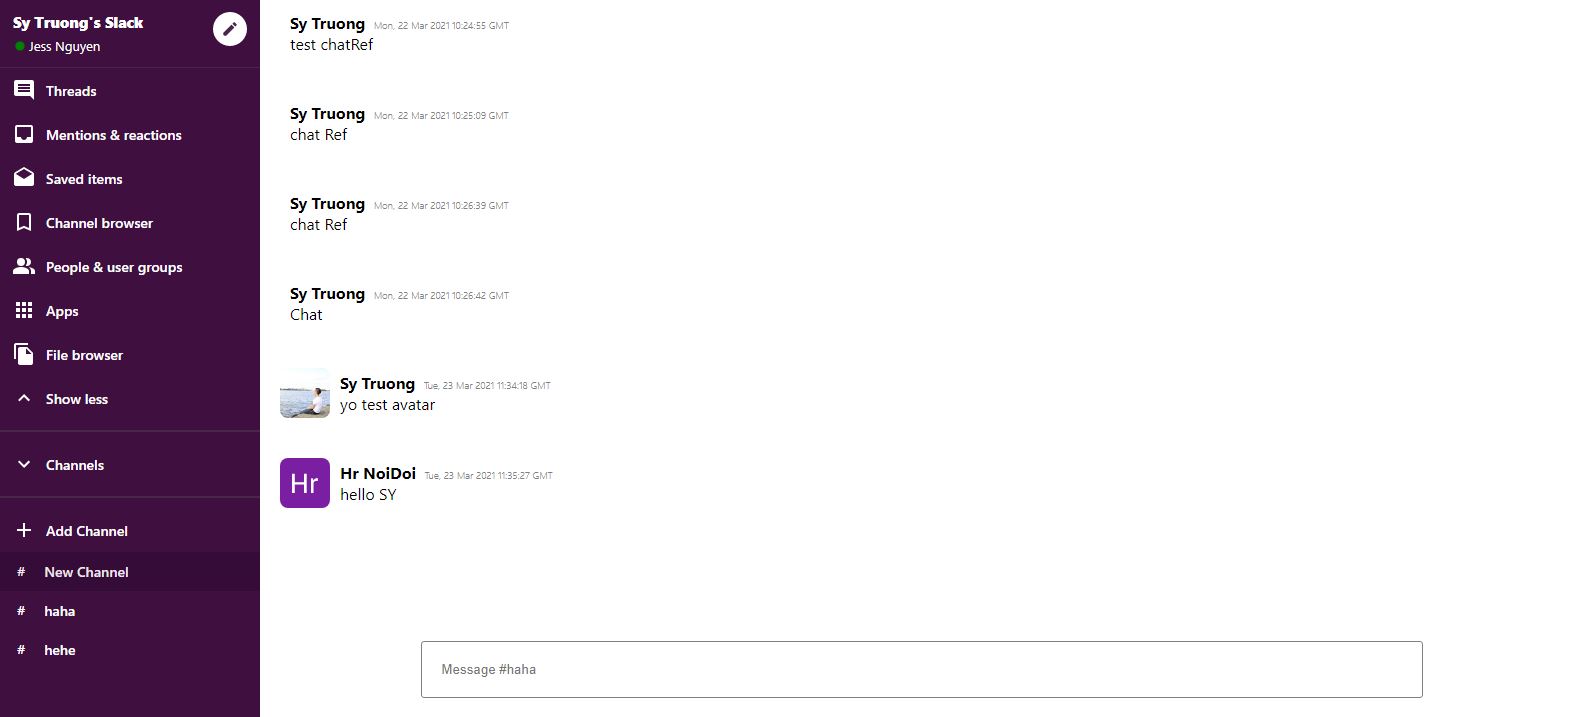 Sy Truong's Slack
Jess Nguyen
Threads
Mentions & reactions
Saved items
Channel browser
People & user groups
Apps
File browser
Show less
Channels
Add Channel
# New Channel
# haha
# hehe
Sy Truong Mon, 22 Mar 2021 10:24:55 GMT
test chatRef
Sy Truong Mon, 22 Mar 2021 10:25:09 GMT
chat Ref
Sy Truong Mon, 22 Mar 2021 10:26:39 GMT
chat Ref
Sy Truong Mon, 22 Mar 2021 10:26:42 GMT
Chat
Sy Truong Tue, 23 Mar 2021 11:34:18 GMT
yo test avatar
Hr
Hr NoiDoi Tue, 23 Mar 2021 11:35:27 GMT
hello SY
Message #haha